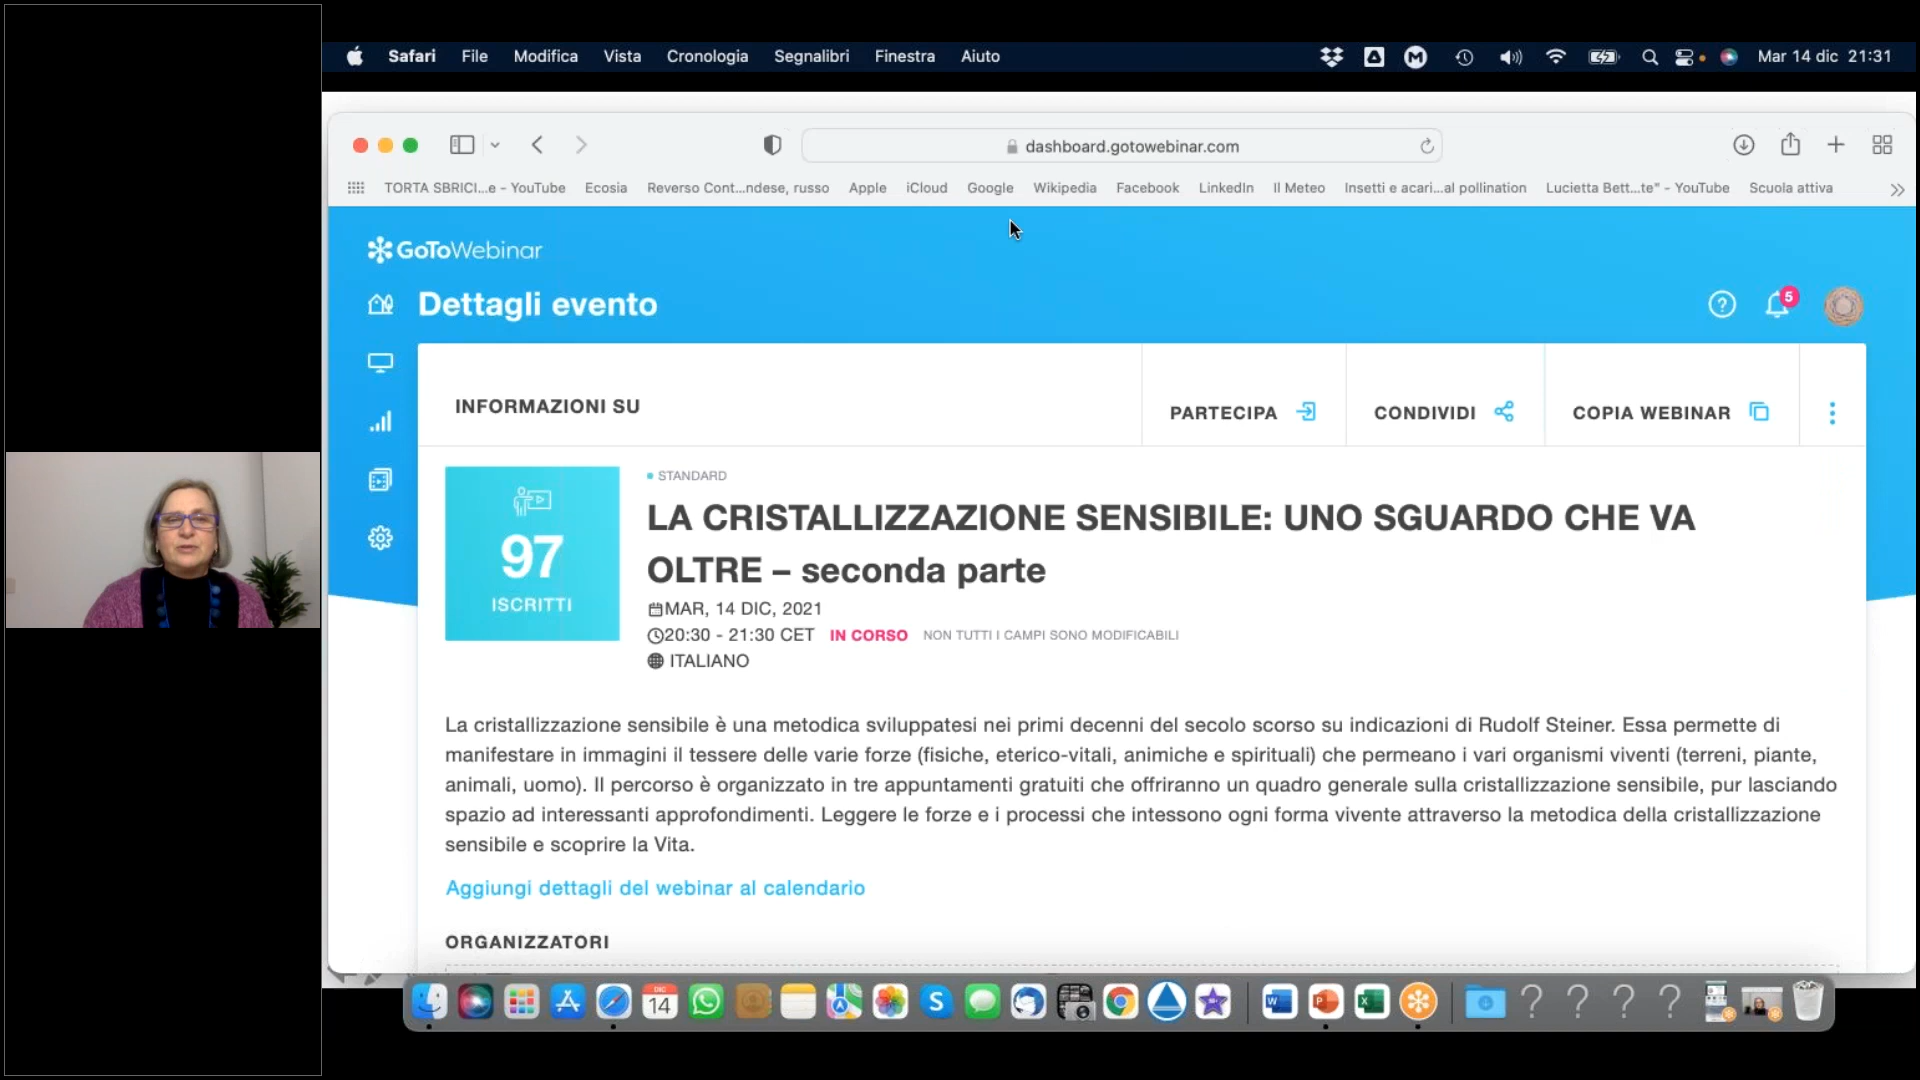 Safari File Modifica Vista Cronologia Segnalibri Finestra Aiuto Mar 14 dic 21:31
dashboard.gotowebinar.com
TORTA SBRICI...e - YouTube Ecosia Reverso Cont...ndese, russo Apple iCloud Google Wikipedia Facebook LinkedIn Il Meteo Insetti e acari...al pollination Lucietta Bett...te" - YouTube Scuola attiva
GoToWebinar
Dettagli evento
5
INFORMAZIONI SU
PARTECIPA
CONDIVIDI
COPIA WEBINAR
97
ISCRITTI
STANDARD
LA CRISTALLIZZAZIONE SENSIBILE: UNO SGUARDO CHE VA
OLTRE – seconda parte
MAR, 14 DIC, 2021
20:30 - 21:30 CET IN CORSO NON TUTTI I CAMPI SONO MODIFICABILI
ITALIANO
La cristallizzazione sensibile è una metodica sviluppatesi nei primi decenni del secolo scorso su indicazioni di Rudolf Steiner. Essa permette di
manifestare in immagini il tessere delle varie forze (fisiche, eterico-vitali, animiche e spirituali) che permeano i vari organismi viventi (terreni, piante,
animali, uomo). Il percorso è organizzato in tre appuntamenti gratuiti che offriranno un quadro generale sulla cristallizzazione sensibile, pur lasciando
spazio ad interessanti approfondimenti. Leggere le forze e i processi che intessono ogni forma vivente attraverso la metodica della cristallizzazione
sensibile e scoprire la Vita.
Aggiungi dettagli del webinar al calendario
ORGANIZZATORI
DIC
14